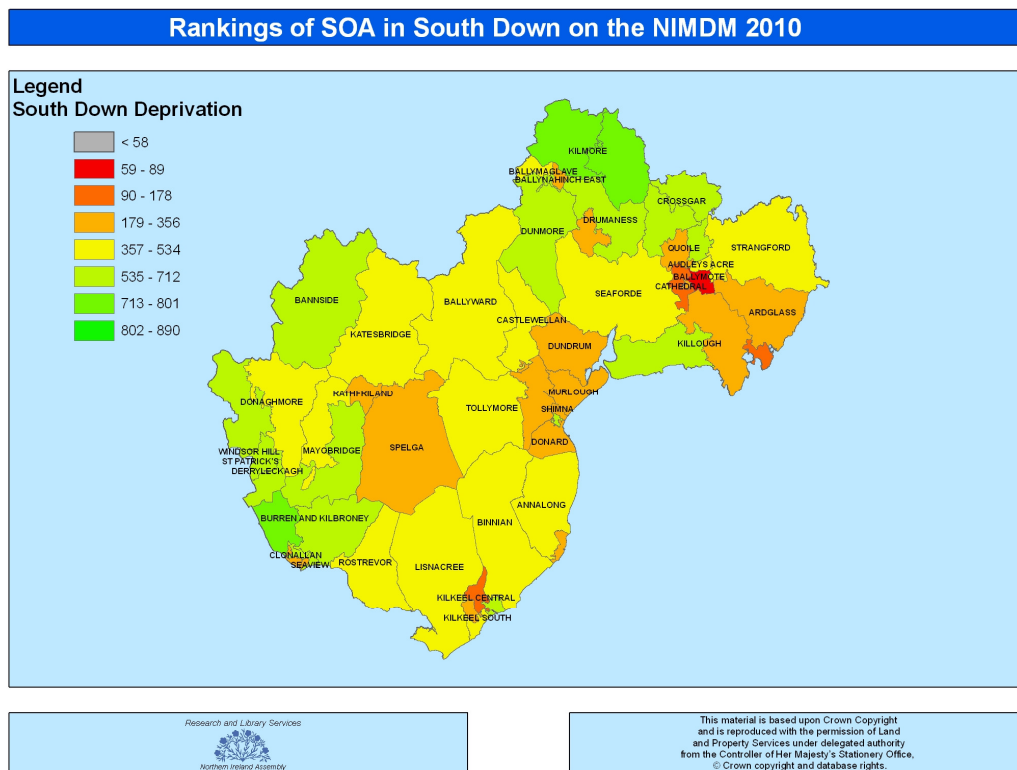 Rankings of SOA in South Down on the NIMDM 2010
Legend
South Down Deprivation
< 58
59 - 89
90 - 178
179 - 356
357 - 534
535 - 712
713 - 801
802 - 890
KILMORE
BALLYMAGLAVE
BALLYNAHINCH EAST
CROSSGAR
DRUMANESS
DUNMORE
QUOILE
STRANGFORD
AUDLEYS ACRE
BALLYMOTE
CATHEDRAL
SEAFORDE
BANNSIDE
BALLYWARD
ARDGLASS
CASTLEWELLAN
KATESBRIDGE
DUNDRUM
KILLOUGH
RATHFRILAND
MURLOUGH
DONAGHMORE
TOLLYMORE
SHIMNA
DONARD
SPELGA
MAYOBRIDGE
WINDSOR HILL
ST PATRICK'S
DERRYLECKAGH
ANNALONG
BURREN AND KILBRONEY
BINNIAN
CLONALLAN
SEAVIEW
ROSTREVOR
LISNACREE
KILKEEL CENTRAL
KILKEEL SOUTH
Research and Library Services
Northern Ireland Assembly
This material is based upon Crown Copyright
and is reproduced with the permission of Land
and Property Services under delegated authority
from the Controller of Her Majesty's Stationery Office,
© Crown copyright and database rights.